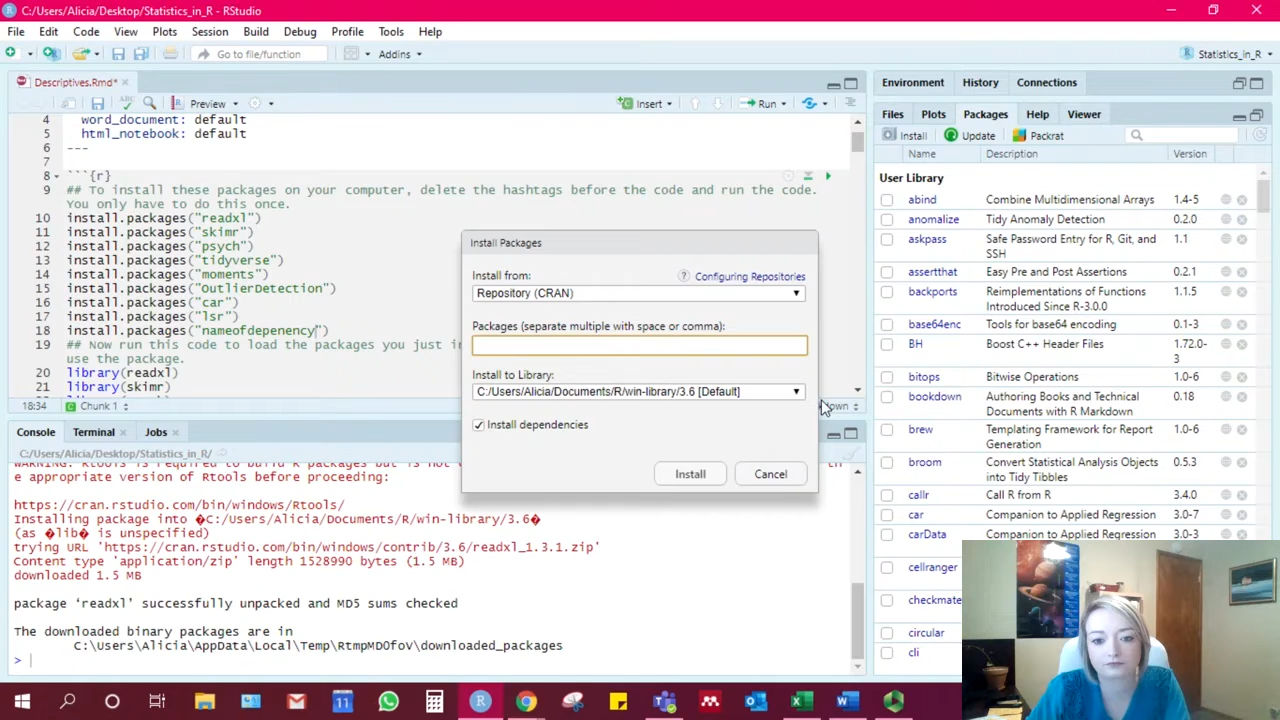 C:/Users/Alicia/Desktop/Statistics_in_R - RStudio
File Edit Code View Plots Session Build Debug Profile Tools Help
Go to file/function Addins Statistics_in_R
Descriptives.Rmd*
Preview Insert Run
4 word_document: default
5 html_notebook: default
6 ---
7
8 ```{r}
9 ## To install these packages on your computer, delete the hashtags before the code and run the code.
You only have to do this once.
10 install.packages("readxl")
11 install.packages("skimr")
12 install.packages("psych")
13 install.packages("tidyverse")
14 install.packages("moments")
15 install.packages("OutlierDetection")
16 install.packages("car")
17 install.packages("lsr")
18 install.packages("nameofdepenency")
19 ## Now run this code to load the packages you just in
use the package.
20 library(readxl)
21 library(skimr)
18:34 Chunk 1
Console Terminal Jobs
C:/Users/Alicia/Desktop/Statistics_in_R/
WARNING: Rtools is required to build R packages but is not
e appropriate version of Rtools before proceeding:
https://cran.rstudio.com/bin/windows/Rtools/
Installing package into �C:/Users/Alicia/Documents/R/win-library/3.6�
(as �lib� is unspecified)
trying URL 'https://cran.rstudio.com/bin/windows/contrib/3.6/readxl_1.3.1.zip'
Content type 'application/zip' length 1528990 bytes (1.5 MB)
downloaded 1.5 MB
package ‘readxl’ successfully unpacked and MD5 sums checked
The downloaded binary packages are in
C:\Users\Alicia\AppData\Local\Temp\RtmpMDOfoV\downloaded_packages
>
Install Packages
Install from:
Configuring Repositories
Repository (CRAN)
Packages (separate multiple with space or comma):
Install to Library:
C:/Users/Alicia/Documents/R/win-library/3.6 [Default]
Install dependencies
Install Cancel
Environment History Connections
Files Plots Packages Help Viewer
Install Update Packrat
Name Description Version
User Library
abind Combine Multidimensional Arrays 1.4-5
anomalize Tidy Anomaly Detection 0.2.0
askpass Safe Password Entry for R, Git, and SSH 1.1
assertthat Easy Pre and Post Assertions 0.2.1
backports Reimplementations of Functions Introduced Since R-3.0.0 1.1.5
base64enc Tools for base64 encoding 0.1-3
BH Boost C++ Header Files 1.72.0-3
bitops Bitwise Operations 1.0-6
bookdown Authoring Books and Technical Documents with R Markdown 0.18
brew Templating Framework for Report Generation 1.0-6
broom Convert Statistical Analysis Objects into Tidy Tibbles 0.5.3
callr Call R from R 3.4.0
car Companion to Applied Regression 3.0-7
carData Companion to Applied Regression 3.0-3
cellranger
checkmate
circular
cli
11